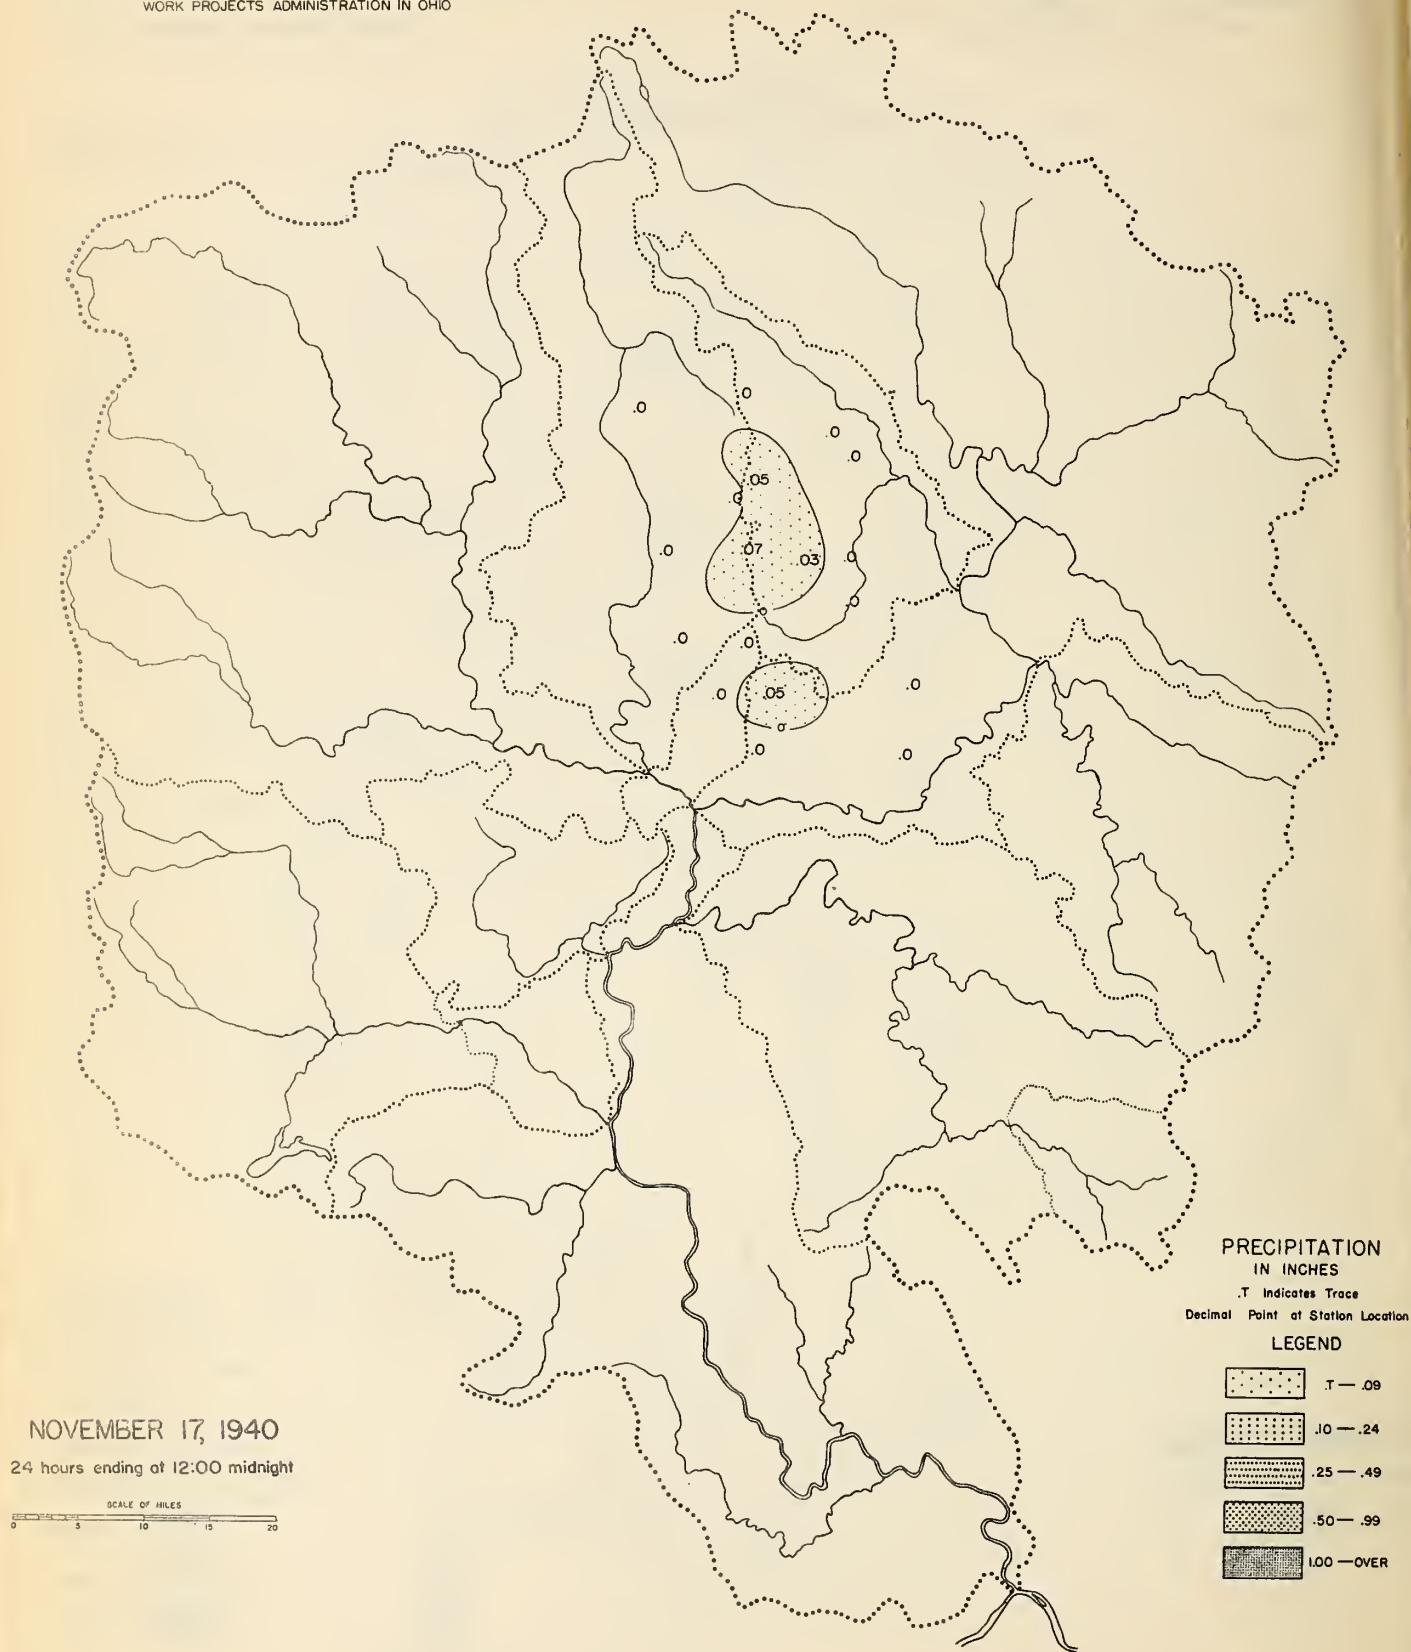 WORK PROJECTS ADMINISTRATION IN OHIO
.0
.0
.0
.0
.05
0
.0
.07
.03
.0
.0
0
.0
.0
.0
.05
.0
0
.0
.0
PRECIPITATION
IN INCHES
.T Indicates Trace
Decimal Point at Station Location
LEGEND
.T — .09
.10 — .24
.25 — .49
.50 — .99
1.00 — OVER
NOVEMBER 17, 1940
24 hours ending at 12:00 midnight
SCALE OF MILES
0 5 10 15 20